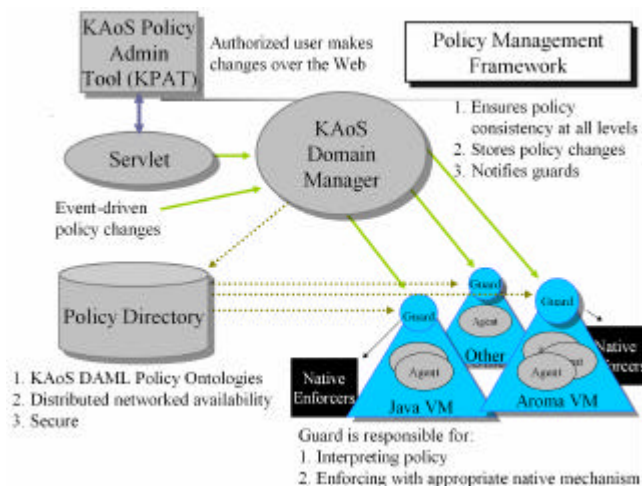 KAoS Policy
Admin
Tool (KPAT)
Authorized user makes
changes over the Web
Policy Management
Framework
1. Ensures policy
consistency at all levels
2. Stores policy changes
3. Notifies guards
KAoS
Domain
Manager
Servlet
Event-driven
policy changes
Policy Directory
Guard
Guard
Guard
Agent
Other
Agent
Agent
Native
Enforcers
Native
Java VM
Aroma VM
1. KAoS DAML Policy Ontologies
2. Distributed networked availability
3. Secure
Guard is responsible for:
1. Interpreting policy
2. Enforcing with appropriate native mechanism